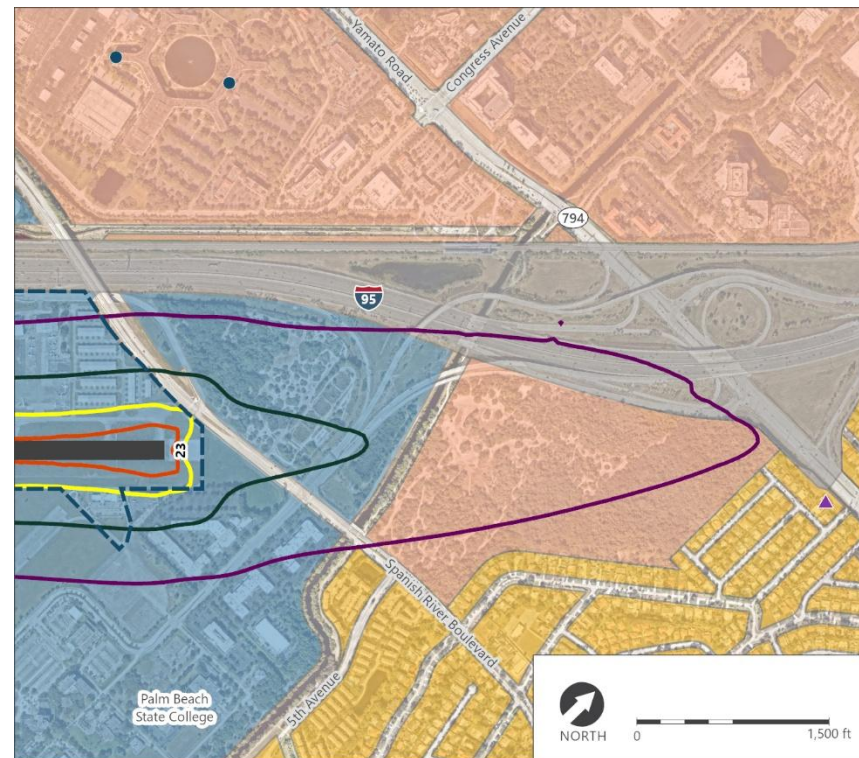 Yamato Road
Congress Avenue
794
95
23
Spanish River Boulevard
5th Avenue
Palm Beach
State College
NORTH
0
1,500 ft